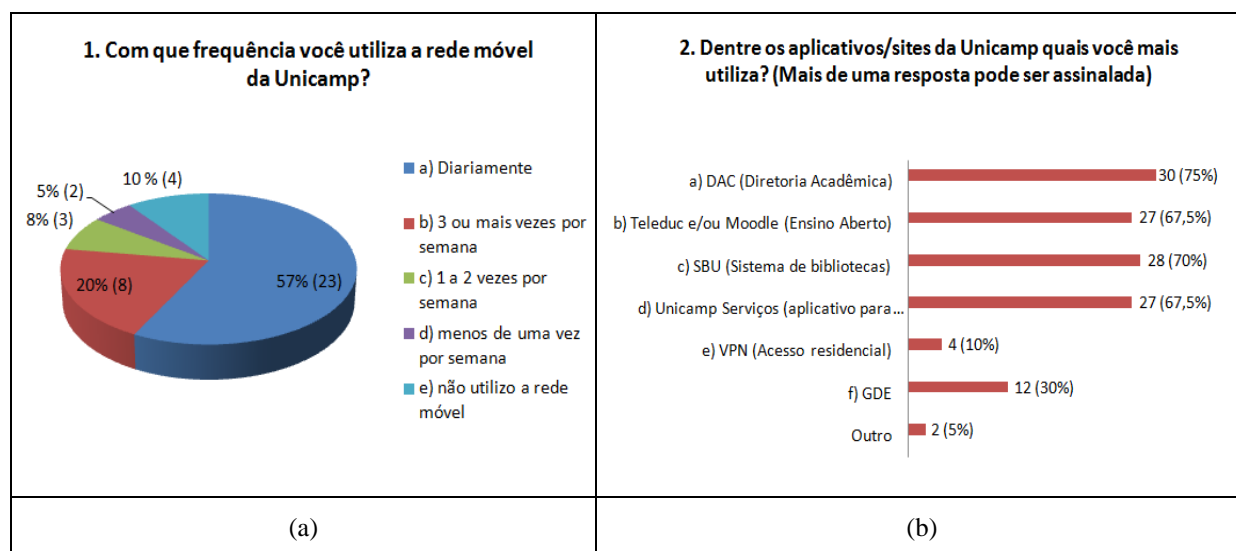 1. Com que frequência você utiliza a rede móvel
da Unicamp?
10 % (4)
5% (2)
8% (3)
20% (8)
57% (23)
a) Diariamente
b) 3 ou mais vezes por
semana
c) 1 a 2 vezes por
semana
d) menos de uma vez
por semana
e) não utilizo a rede
móvel
(a)
2. Dentre os aplicativos/sites da Unicamp quais você mais
utiliza? (Mais de uma resposta pode ser assinalada)
a) DAC (Diretoria Acadêmica) 30 (75%)
b) Teleduc e/ou Moodle (Ensino Aberto) 27 (67,5%)
c) SBU (Sistema de bibliotecas) 28 (70%)
d) Unicamp Serviços (aplicativo para... 27 (67,5%)
e) VPN (Acesso residencial) 4 (10%)
f) GDE 12 (30%)
Outro 2 (5%)
(b)